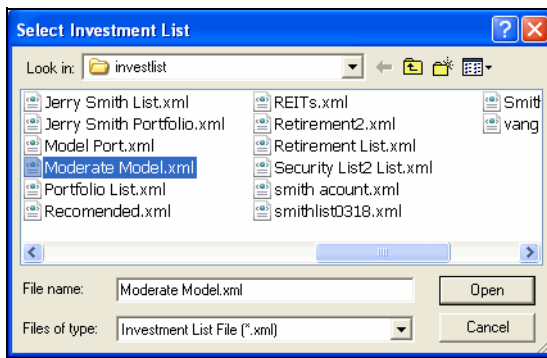 Select Investment List
Look in: investlist
Jerry Smith List.xml
Jerry Smith Portfolio.xml
Model Port.xml
Moderate Model.xml
Portfolio List.xml
Recomended.xml
REITs.xml
Retirement2.xml
Retirement List.xml
Security List2 List.xml
smith acount.xml
smithlist0318.xml
Smith
vang
File name: Moderate Model.xml Open
Files of type: Investment List File (*.xml) Cancel